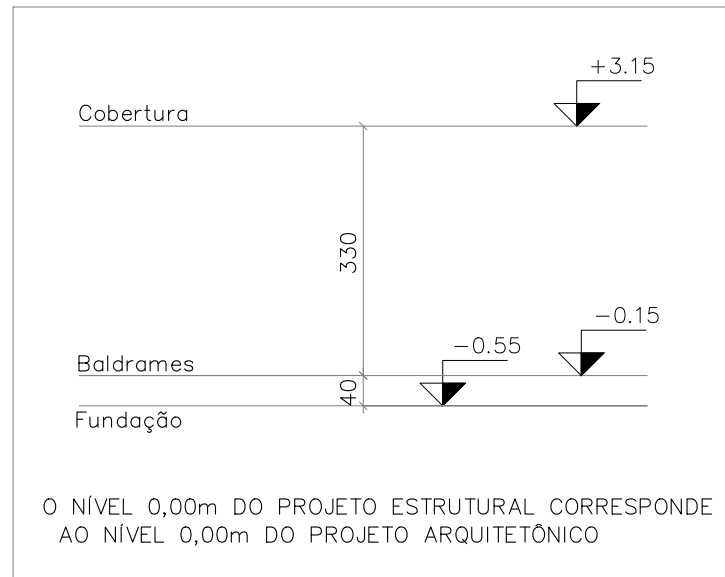 +3.15
Cobertura
330
-0.15
-0.55
Baldrames
40
Fundação
O NÍVEL 0,00m DO PROJETO ESTRUTURAL CORRESPONDE
AO NÍVEL 0,00m DO PROJETO ARQUITETÔNICO